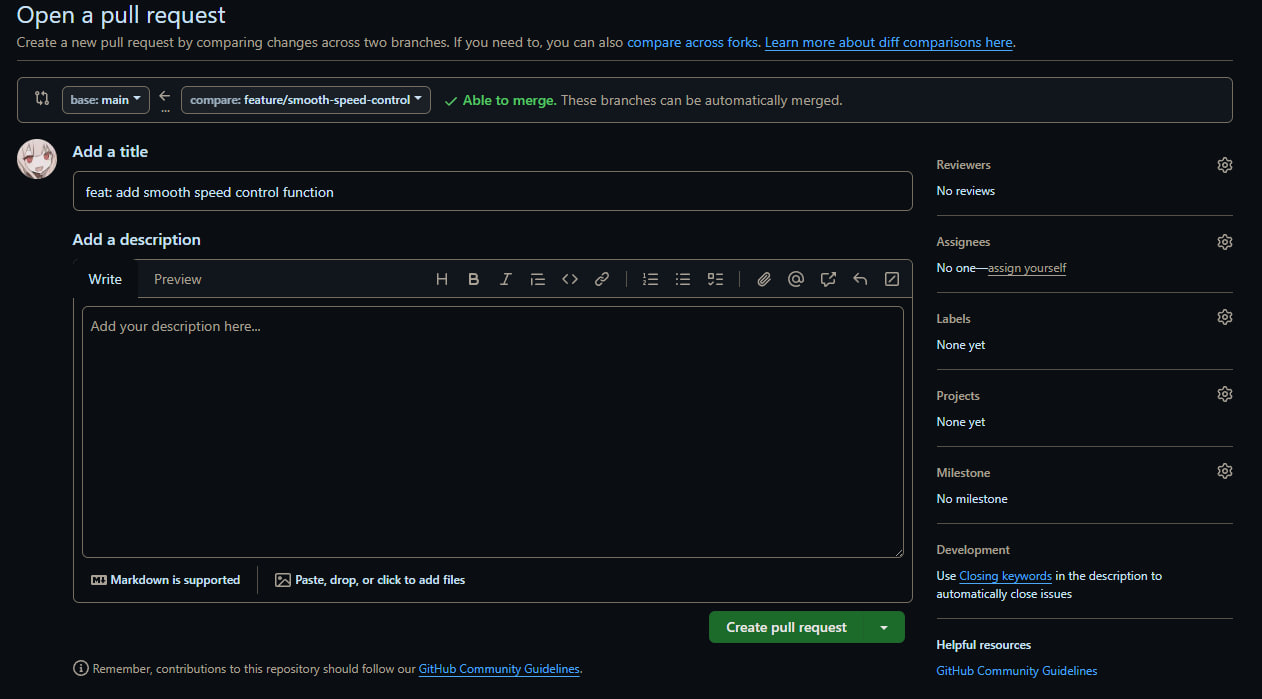 Open a pull request
Create a new pull request by comparing changes across two branches. If you need to, you can also compare across forks. Learn more about diff comparisons here.
base: main
...
compare: feature/smooth-speed-control
Able to merge. These branches can be automatically merged.
Add a title
feat: add smooth speed control function
Add a description
Write Preview
Add your description here...
Markdown is supported
Paste, drop, or click to add files
Create pull request
Remember, contributions to this repository should follow our GitHub Community Guidelines.
Reviewers
No reviews
Assignees
No one—assign yourself
Labels
None yet
Projects
None yet
Milestone
No milestone
Development
Use Closing keywords in the description to
automatically close issues
Helpful resources
GitHub Community Guidelines